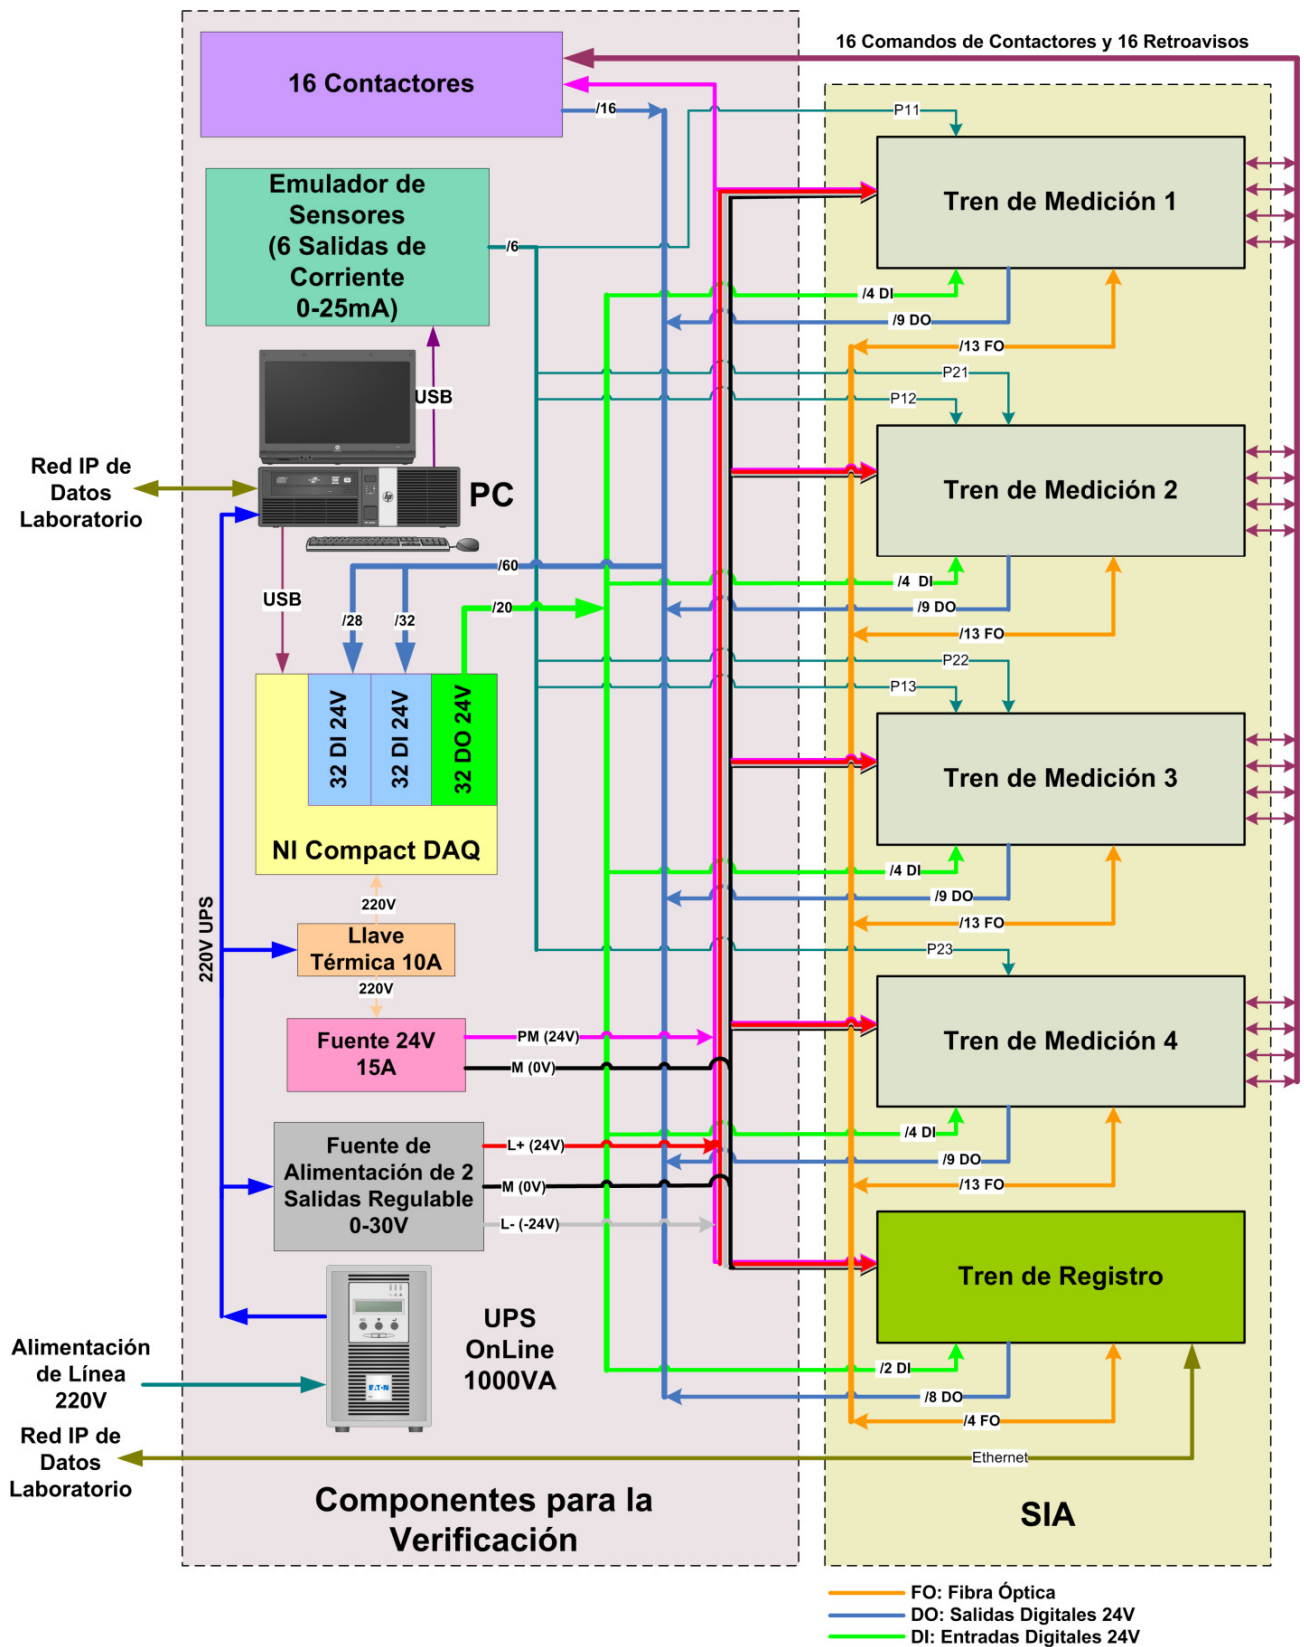 16 Comandos de Contactores y 16 Retroavisos
16 Contactores
/16
P11
Emulador de
Sensores
(6 Salidas de
Corriente
0-25mA)
/6
Tren de Medición 1
/4 DI
/9 DO
/13 FO
USB
P21
P12
Red IP de
Datos
Laboratorio
PC
Tren de Medición 2
/60
/4 DI
/9 DO
/13 FO
USB
/28
/32
/20
P22
P13
32 DI 24V
32 DI 24V
32 DO 24V
NI Compact DAQ
Tren de Medición 3
/4 DI
/9 DO
/13 FO
220V
220V UPS
Llave
Térmica 10A
220V
P23
Fuente 24V
15A
PM (24V)
M (0V)
Tren de Medición 4
/4 DI
/9 DO
/13 FO
Fuente de
Alimentación de 2
Salidas Regulable
0-30V
L+ (24V)
M (0V)
L- (-24V)
Tren de Registro
/2 DI
/8 DO
/4 FO
UPS
OnLine
1000VA
EATON
Alimentación
de Línea
220V
Red IP de
Datos
Laboratorio
Ethernet
Componentes para la
Verificación
SIA
FO: Fibra Óptica
DO: Salidas Digitales 24V
DI: Entradas Digitales 24V